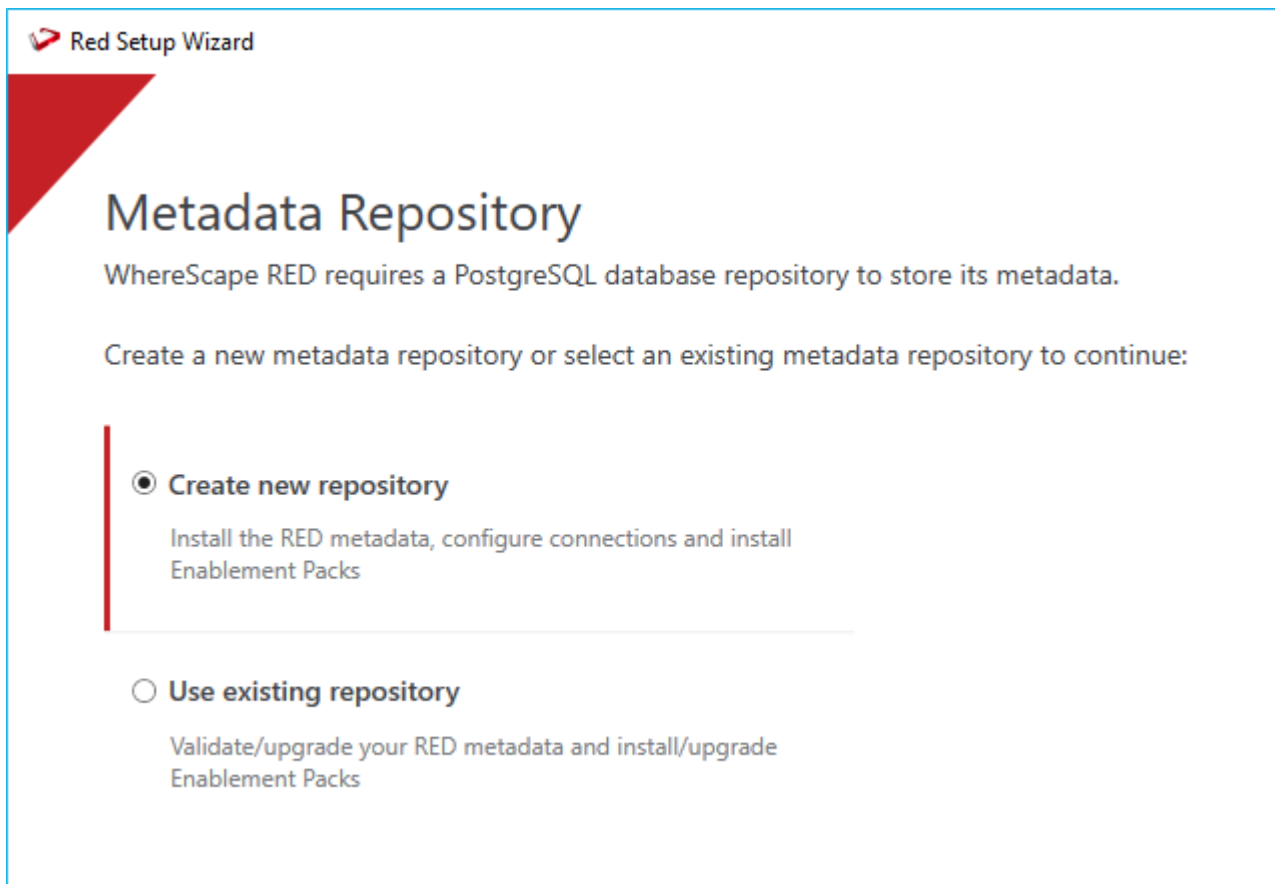 Red Setup Wizard
Metadata Repository
WhereScape RED requires a PostgreSQL database repository to store its metadata.
Create a new metadata repository or select an existing metadata repository to continue:
Create new repository
Install the RED metadata, configure connections and install
Enablement Packs
Use existing repository
Validate/upgrade your RED metadata and install/upgrade
Enablement Packs